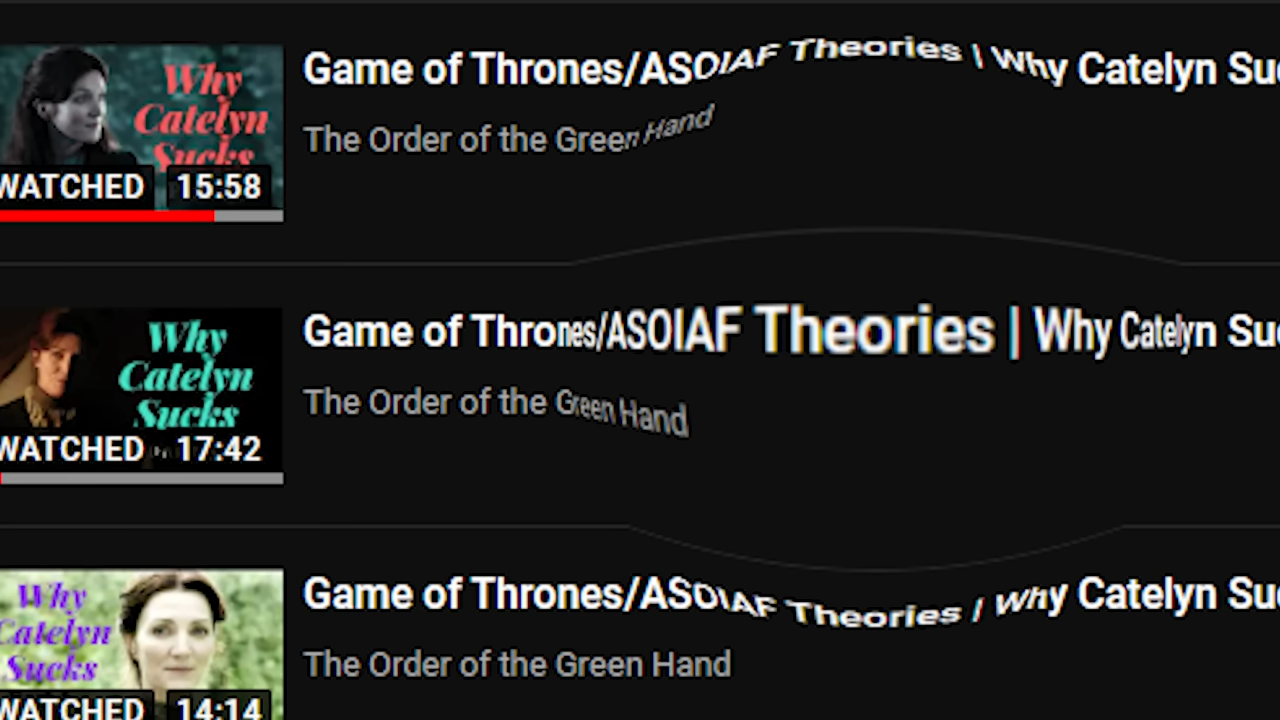 Why
Catelyn
Sucks
WATCHED 15:58
Game of Thrones/ASOIAF Theories | Why Catelyn Su
The Order of the Green Hand
Why
Catelyn
Sucks
WATCHED 17:42
Game of Thrones/ASOIAF Theories | Why Catelyn Su
The Order of the Green Hand
Why
Catelyn
Sucks
WATCHED 14:14
Game of Thrones/ASOIAF Theories | Why Catelyn Su
The Order of the Green Hand